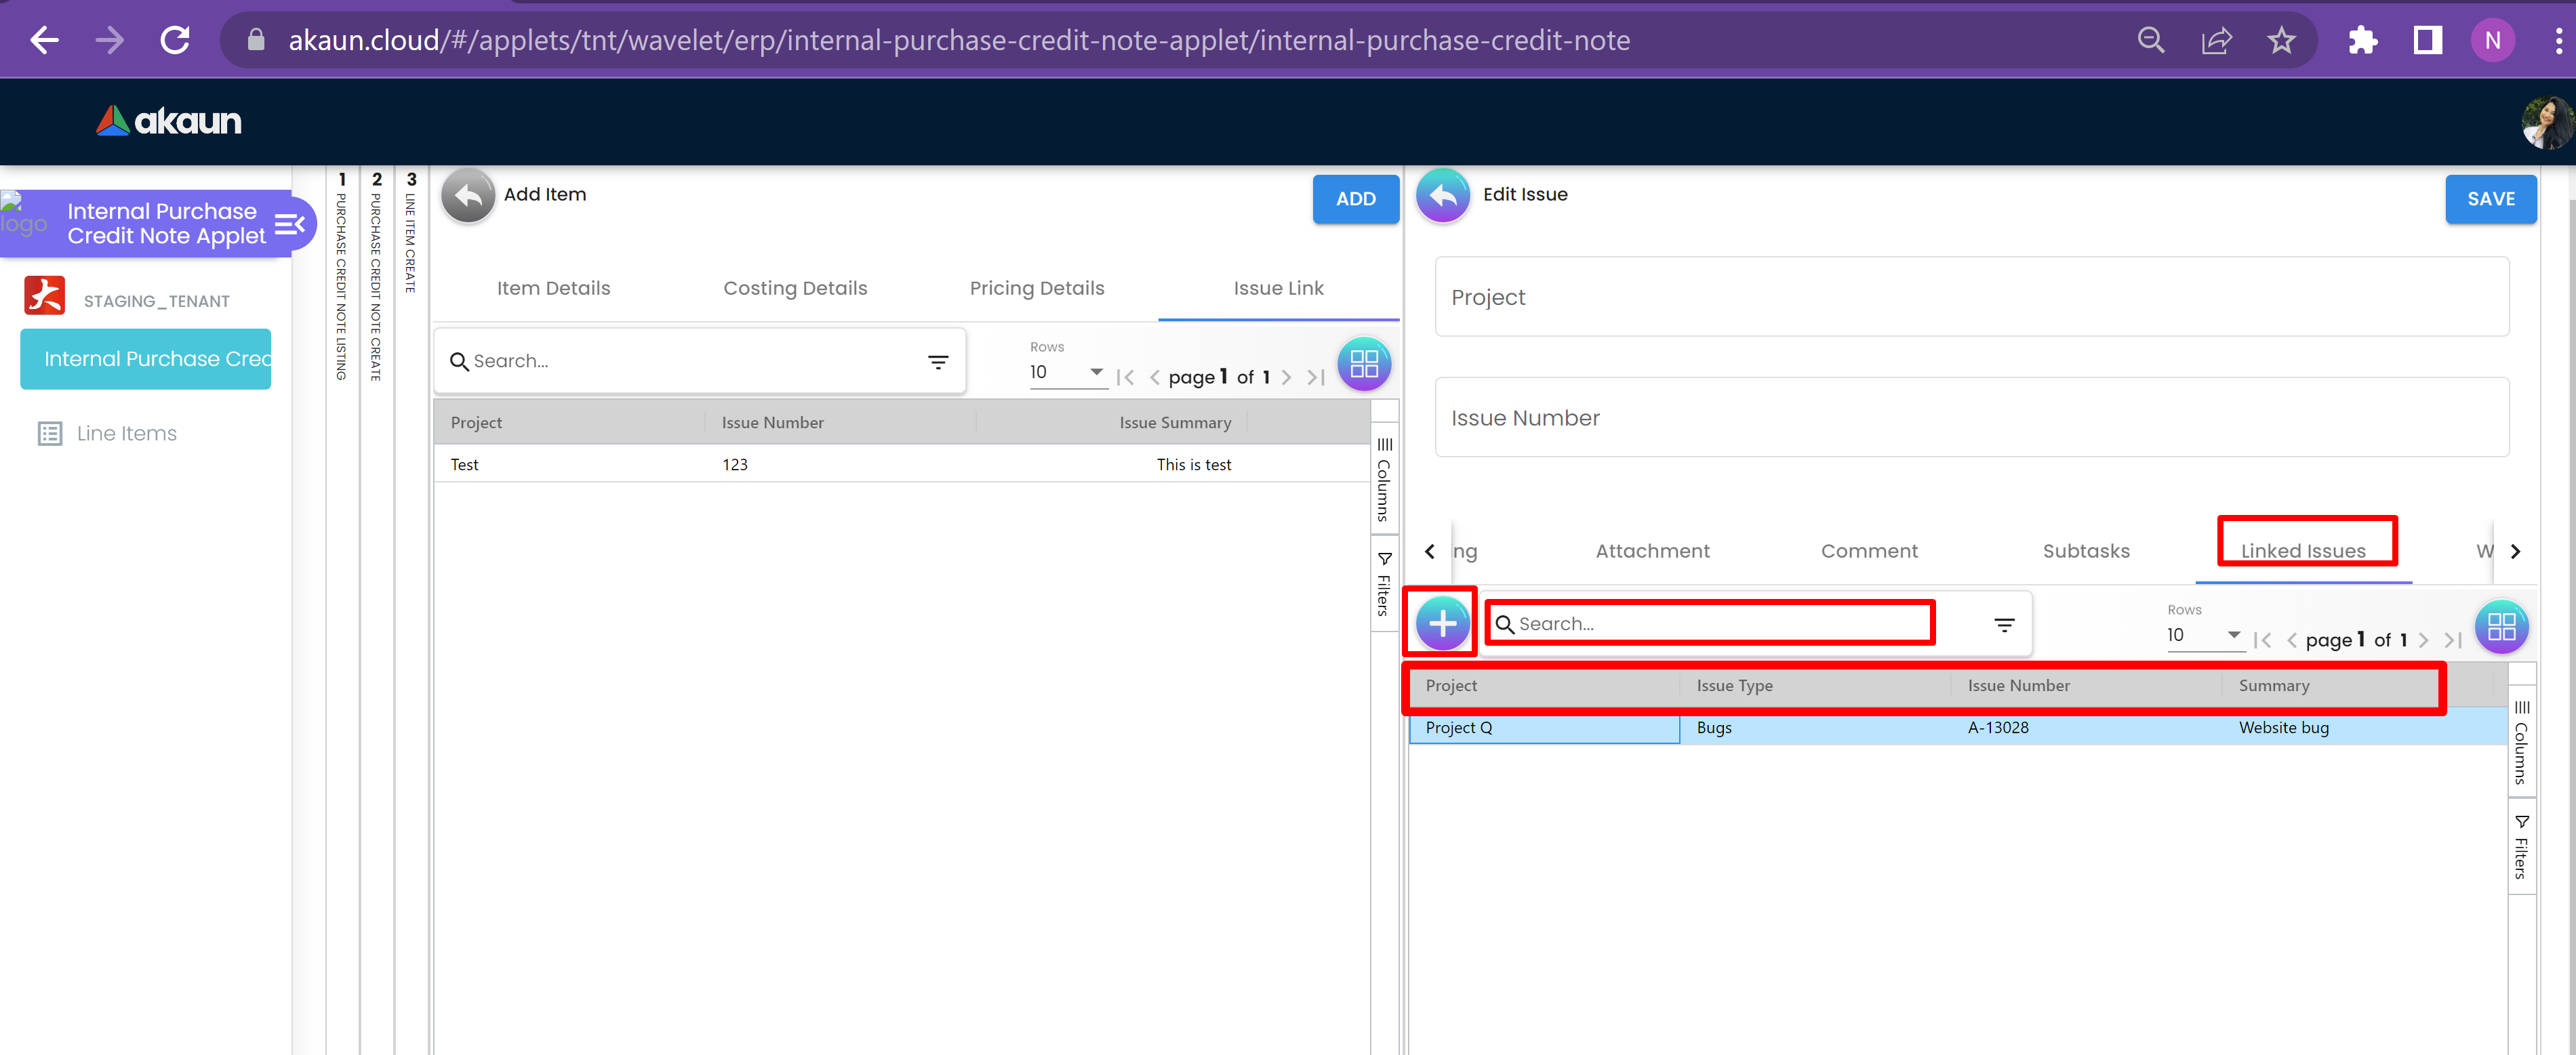 akaun.cloud/#/applets/tnt/wavelet/erp/internal-purchase-credit-note-applet/internal-purchase-credit-note
N
akaun
logo
Internal Purchase
Credit Note Applet
STAGING_TENANT
Internal Purchase Cred
Line Items
1 PURCHASE CREDIT NOTE LISTING
2 PURCHASE CREDIT NOTE CREATE
3 LINE ITEM CREATE
Add Item
ADD
Item Details
Costing Details
Pricing Details
Issue Link
Search...
Rows
10
page 1 of 1
Project
Issue Number
Issue Summary
Test
123
This is test
Columns
Filters
Edit Issue
SAVE
Project
Issue Number
ng
Attachment
Comment
Subtasks
Linked Issues
W
Search...
Rows
10
page 1 of 1
Project
Issue Type
Issue Number
Summary
Project Q
Bugs
A-13028
Website bug
Columns
Filters